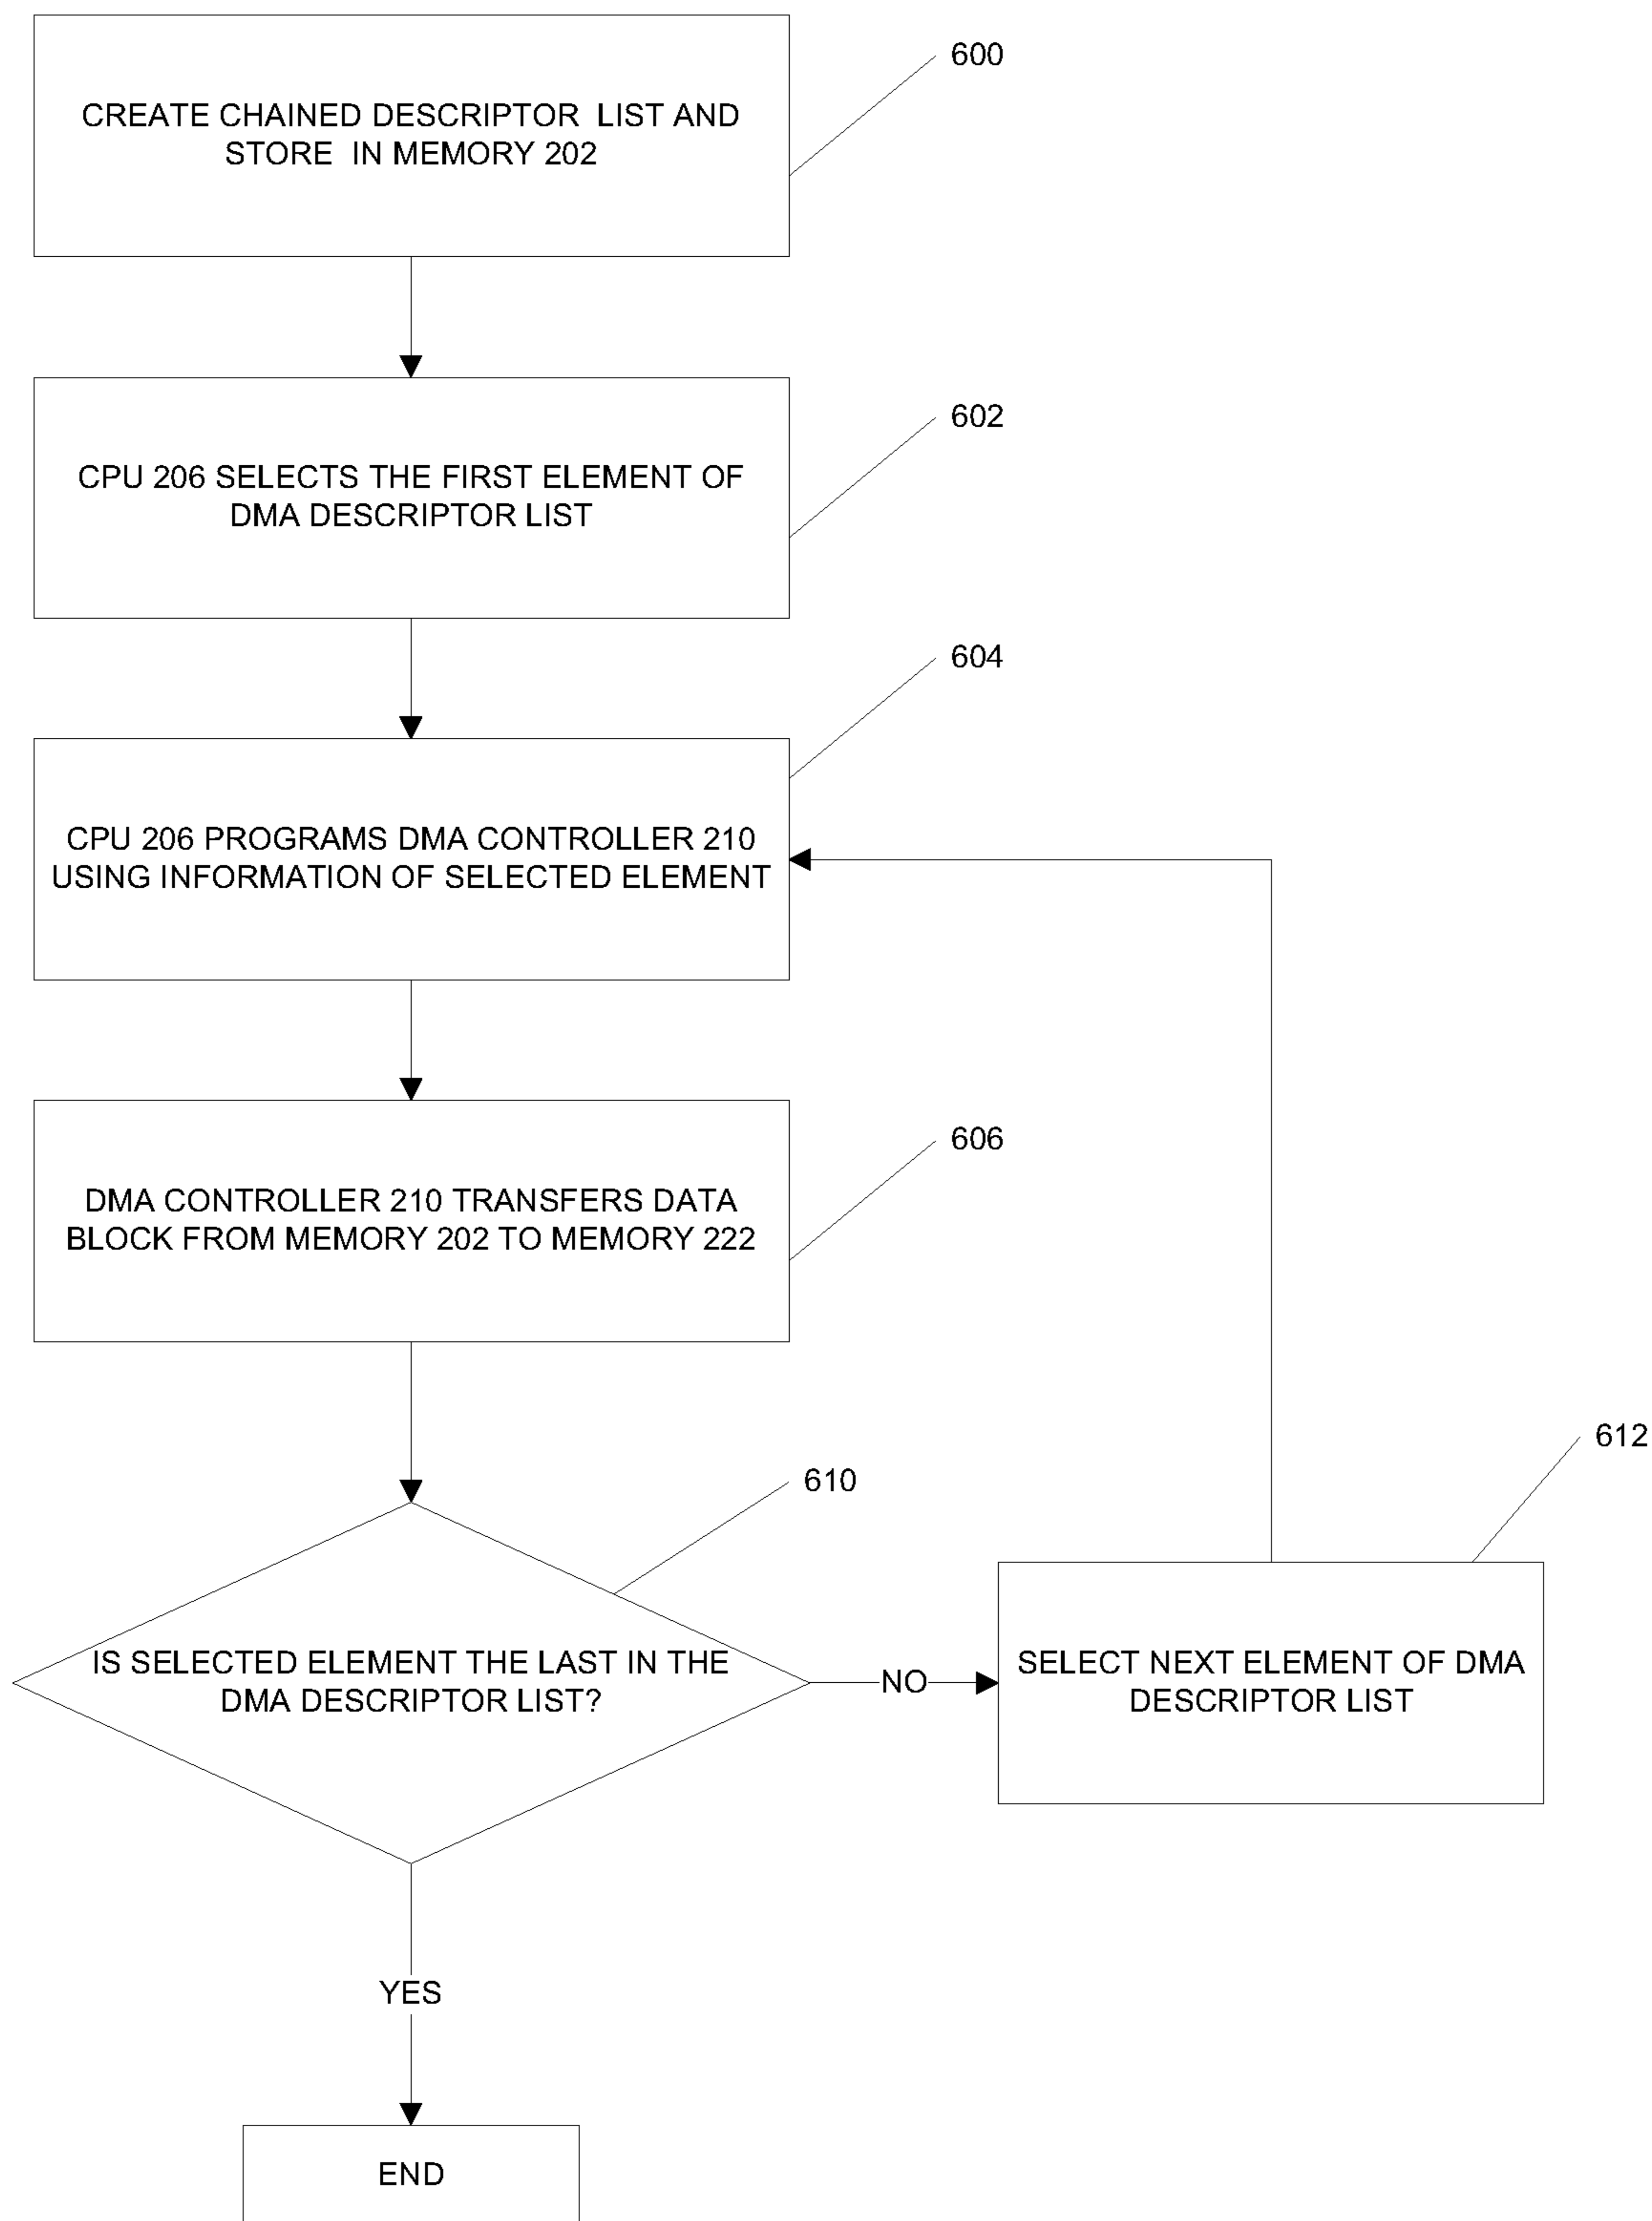 600
CREATE CHAINED DESCRIPTOR LIST AND
STORE IN MEMORY 202
602
CPU 206 SELECTS THE FIRST ELEMENT OF
DMA DESCRIPTOR LIST
604
CPU 206 PROGRAMS DMA CONTROLLER 210
USING INFORMATION OF SELECTED ELEMENT
606
DMA CONTROLLER 210 TRANSFERS DATA
BLOCK FROM MEMORY 202 TO MEMORY 222
610
IS SELECTED ELEMENT THE LAST IN THE
DMA DESCRIPTOR LIST?
NO
612
SELECT NEXT ELEMENT OF DMA
DESCRIPTOR LIST
YES
END